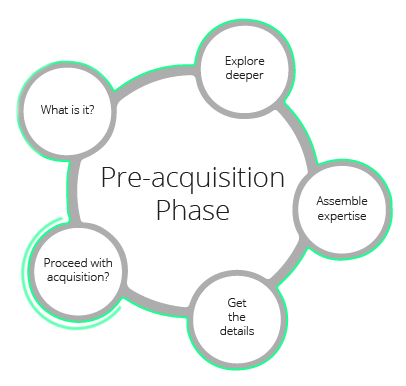 Explore
deeper
What is it?
Pre-acquisition
Phase
Assemble
expertise
Proceed with
acquisition?
Get
the
details